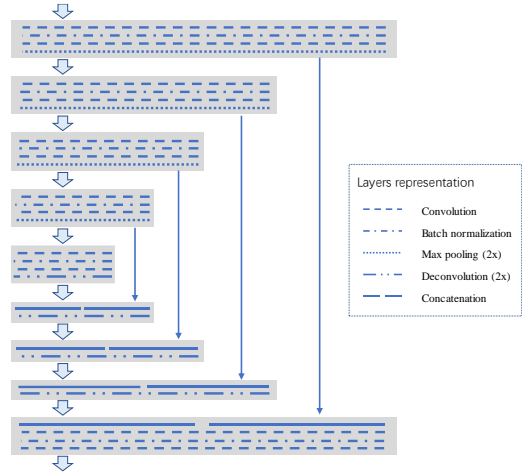 Layers representation
Convolution
Batch normalization
Max pooling (2x)
Deconvolution (2x)
Concatenation